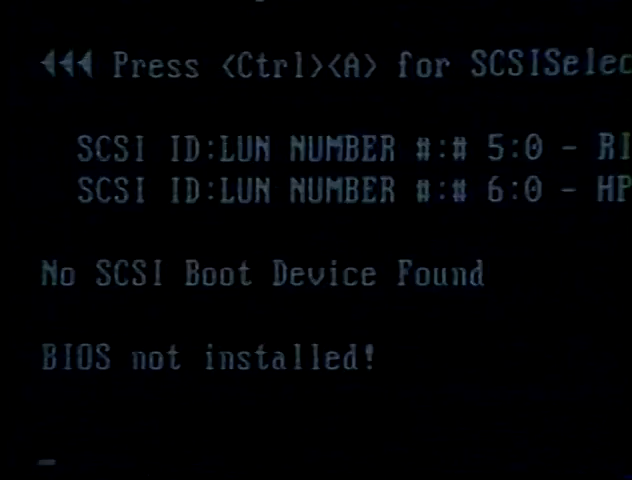 ◄◄◄ Press <Ctrl><A> for SCSISelec
SCSI ID:LUN NUMBER #:# 5:0 - RI
SCSI ID:LUN NUMBER #:# 6:0 - HP
No SCSI Boot Device Found
BIOS not installed!